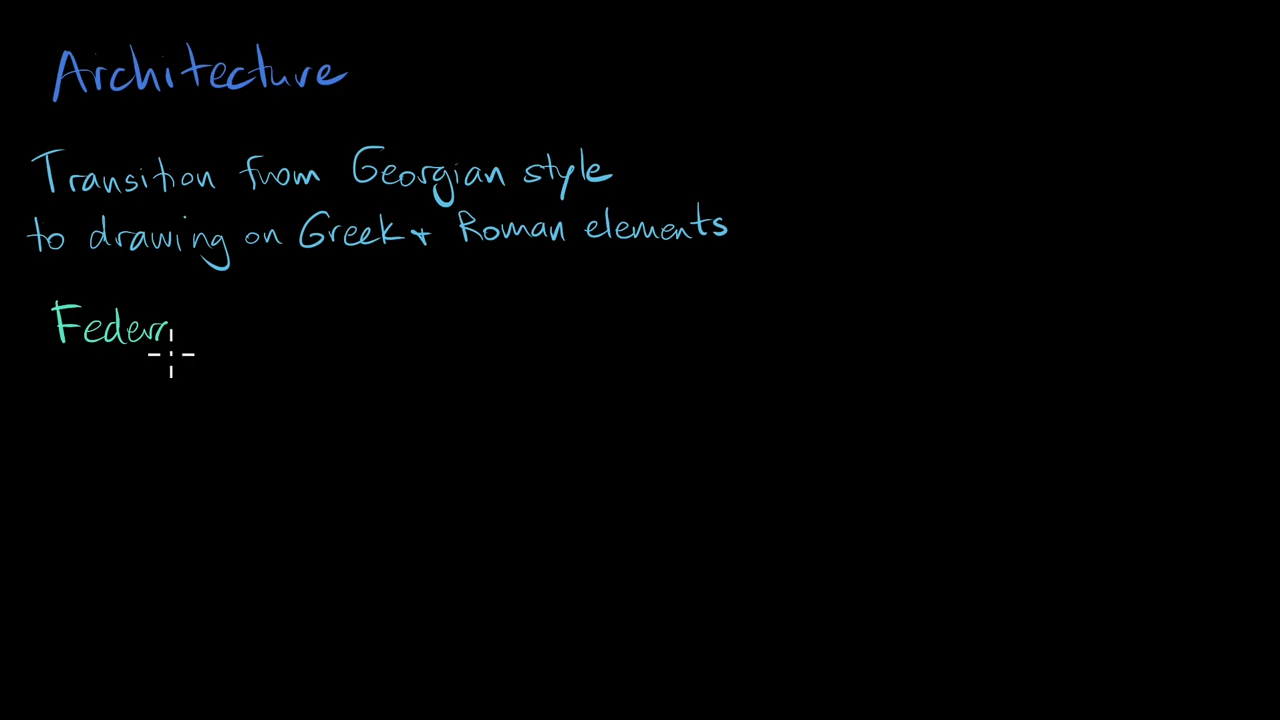 Architecture
Transition from Georgian style
to drawing on Greek + Roman elements
Feder